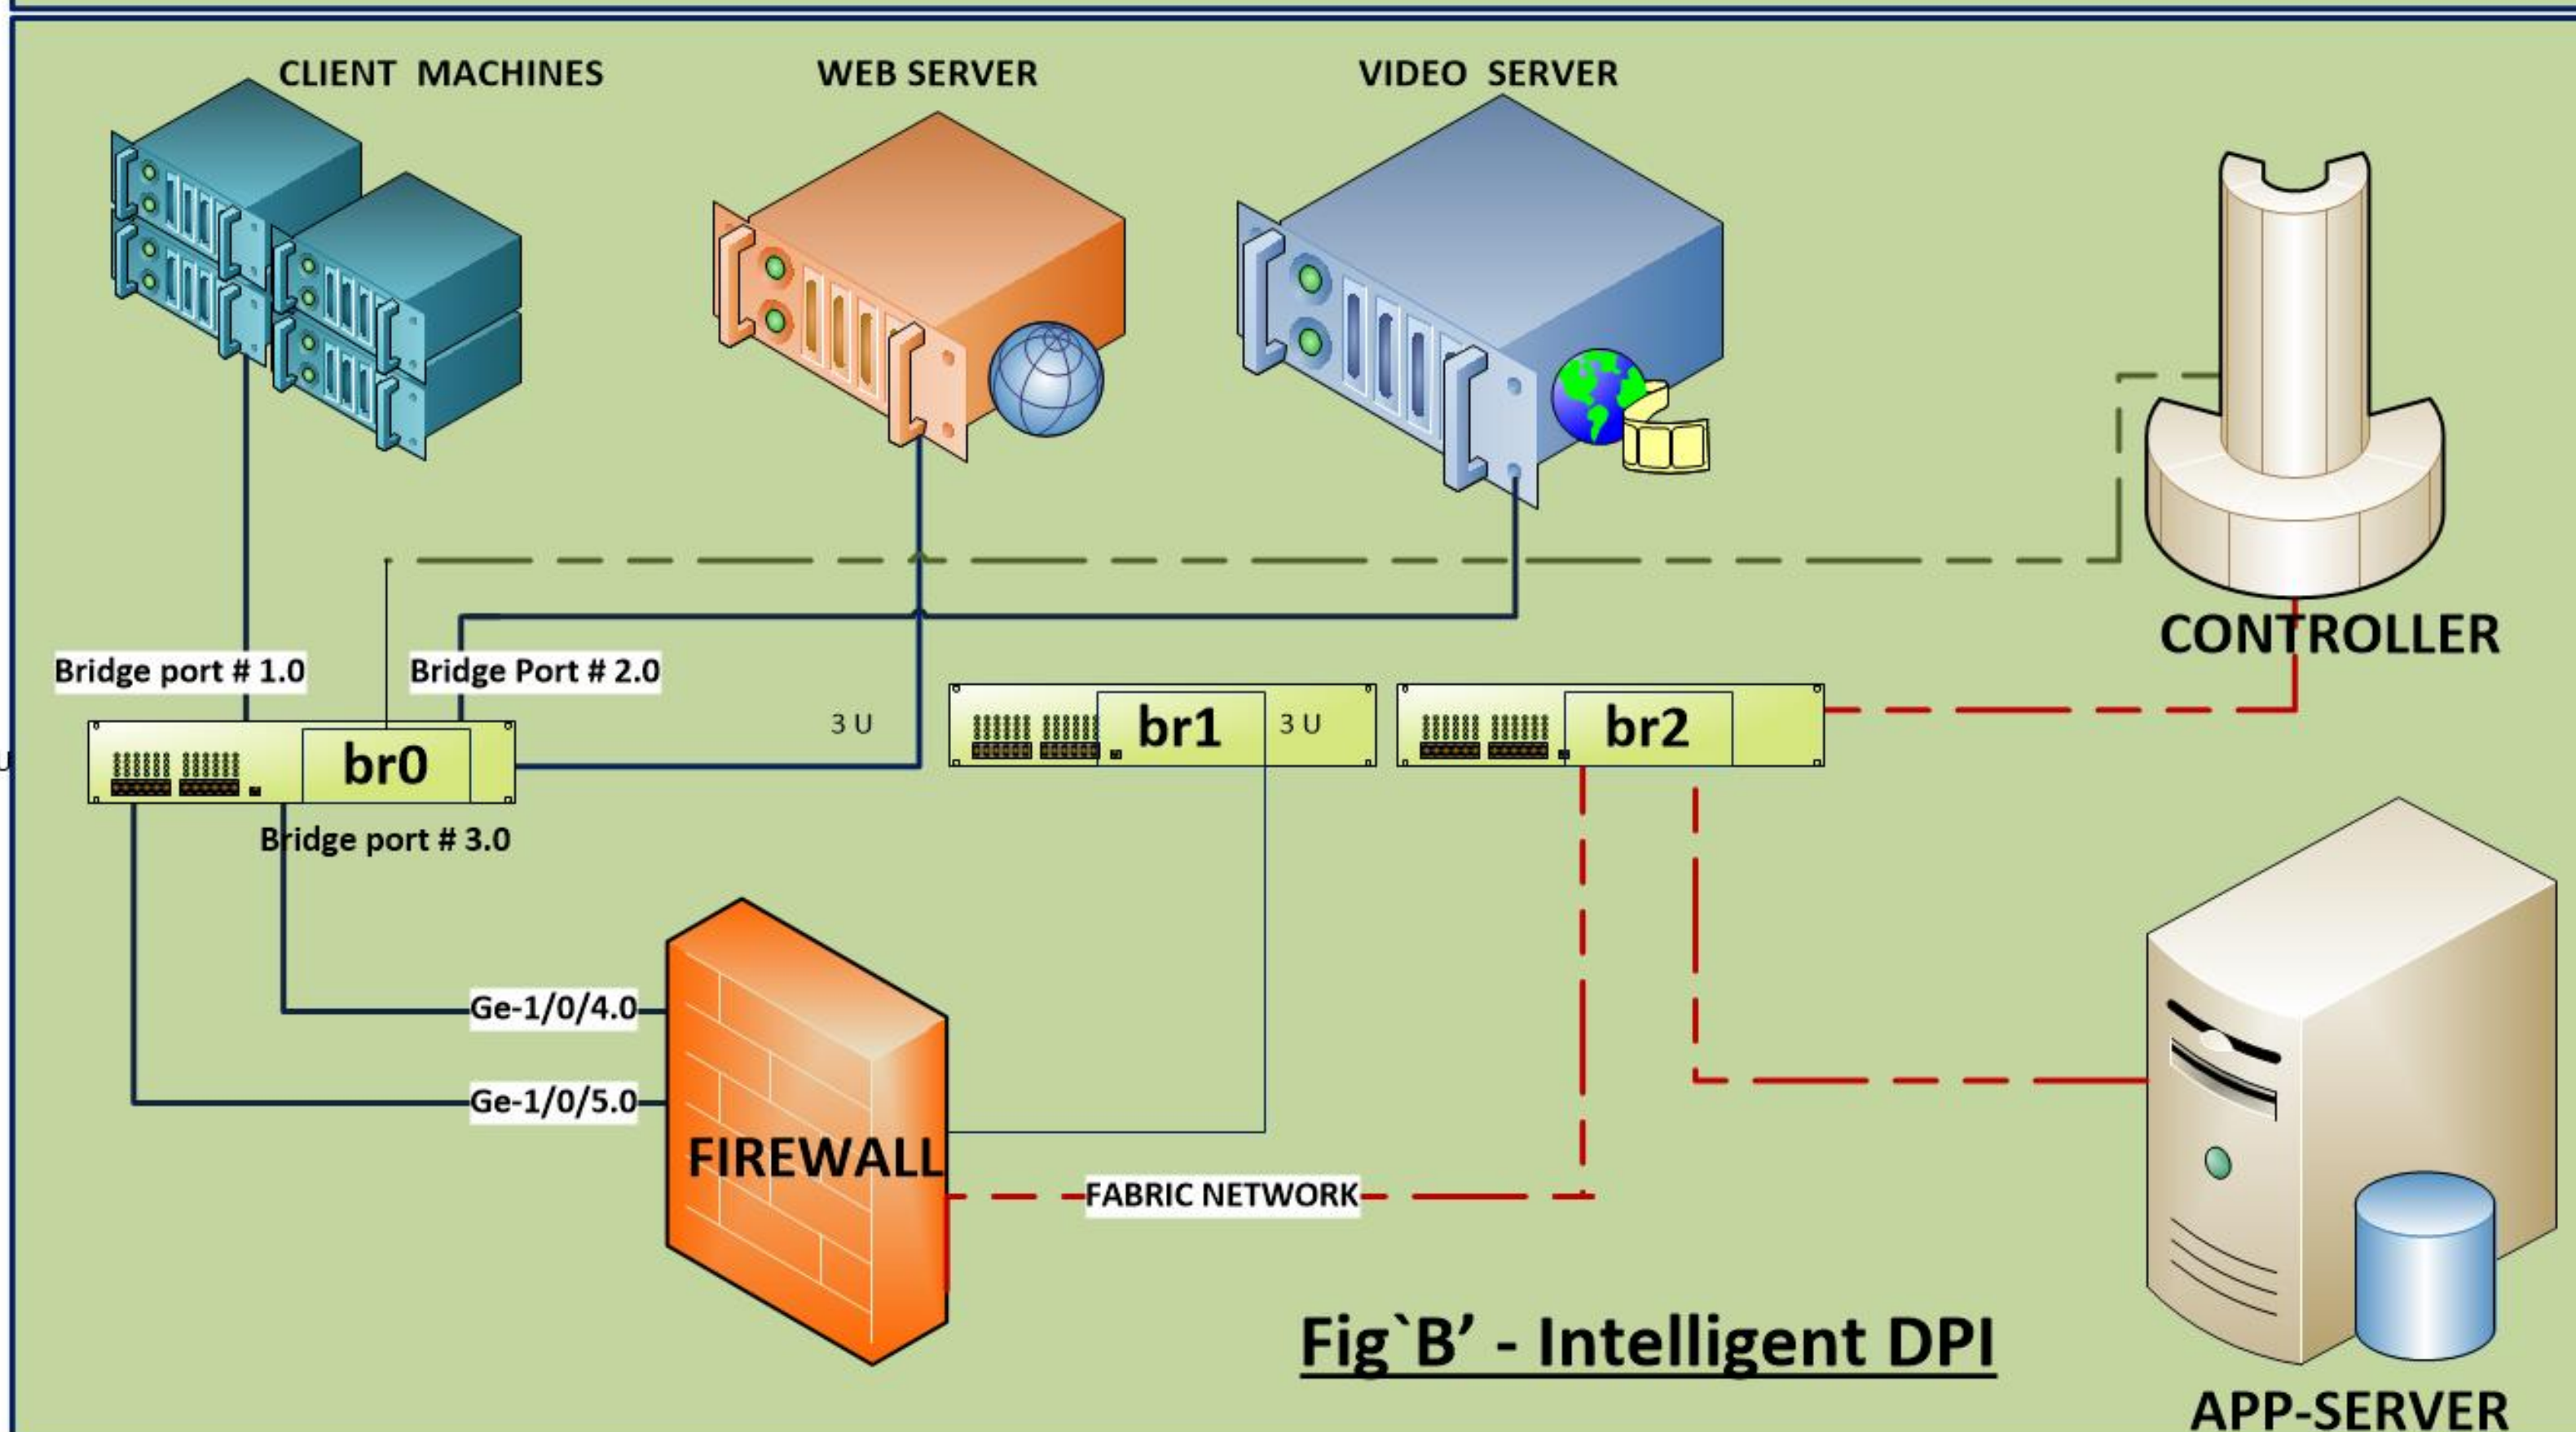 CLIENT MACHINES
WEB SERVER
VIDEO SERVER
CONTROLLER
Bridge port # 1.0
Bridge Port # 2.0
3 U
br1
3 U
br2
br0
Bridge port # 3.0
Ge-1/0/4.0
Ge-1/0/5.0
FIREWALL
FABRIC NETWORK
Fig`B’ - Intelligent DPI
APP-SERVER